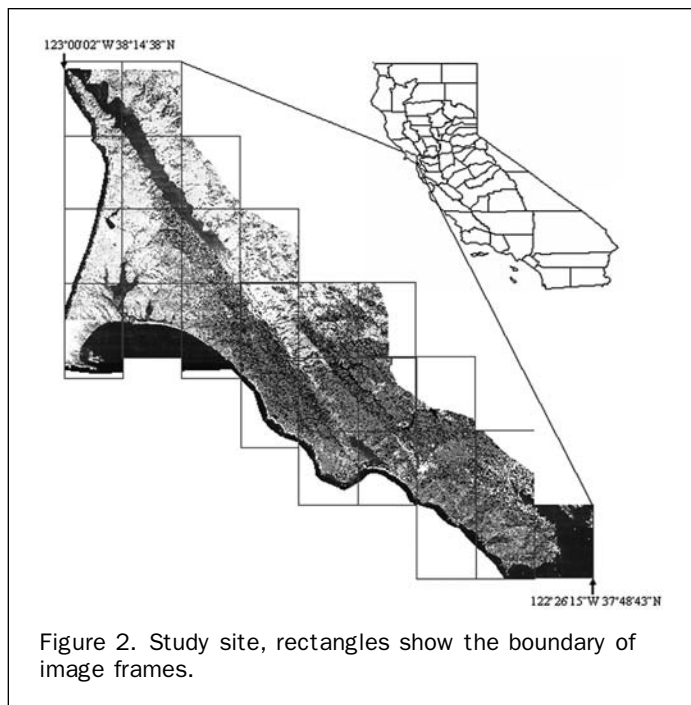 123°00'02"W 38°14'38"N
122°26'15"W 37°48'43"N
Figure 2. Study site, rectangles show the boundary of
image frames.